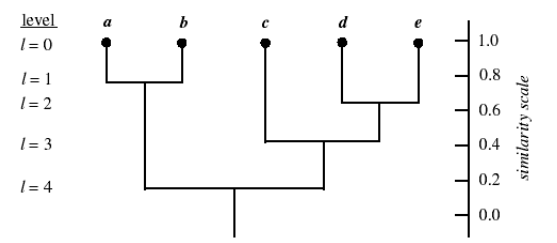 level a b c d e
l = 0 1.0
l = 1 0.8
l = 2 0.6
l = 3 0.4
l = 4 0.2
0.0
similarity scale